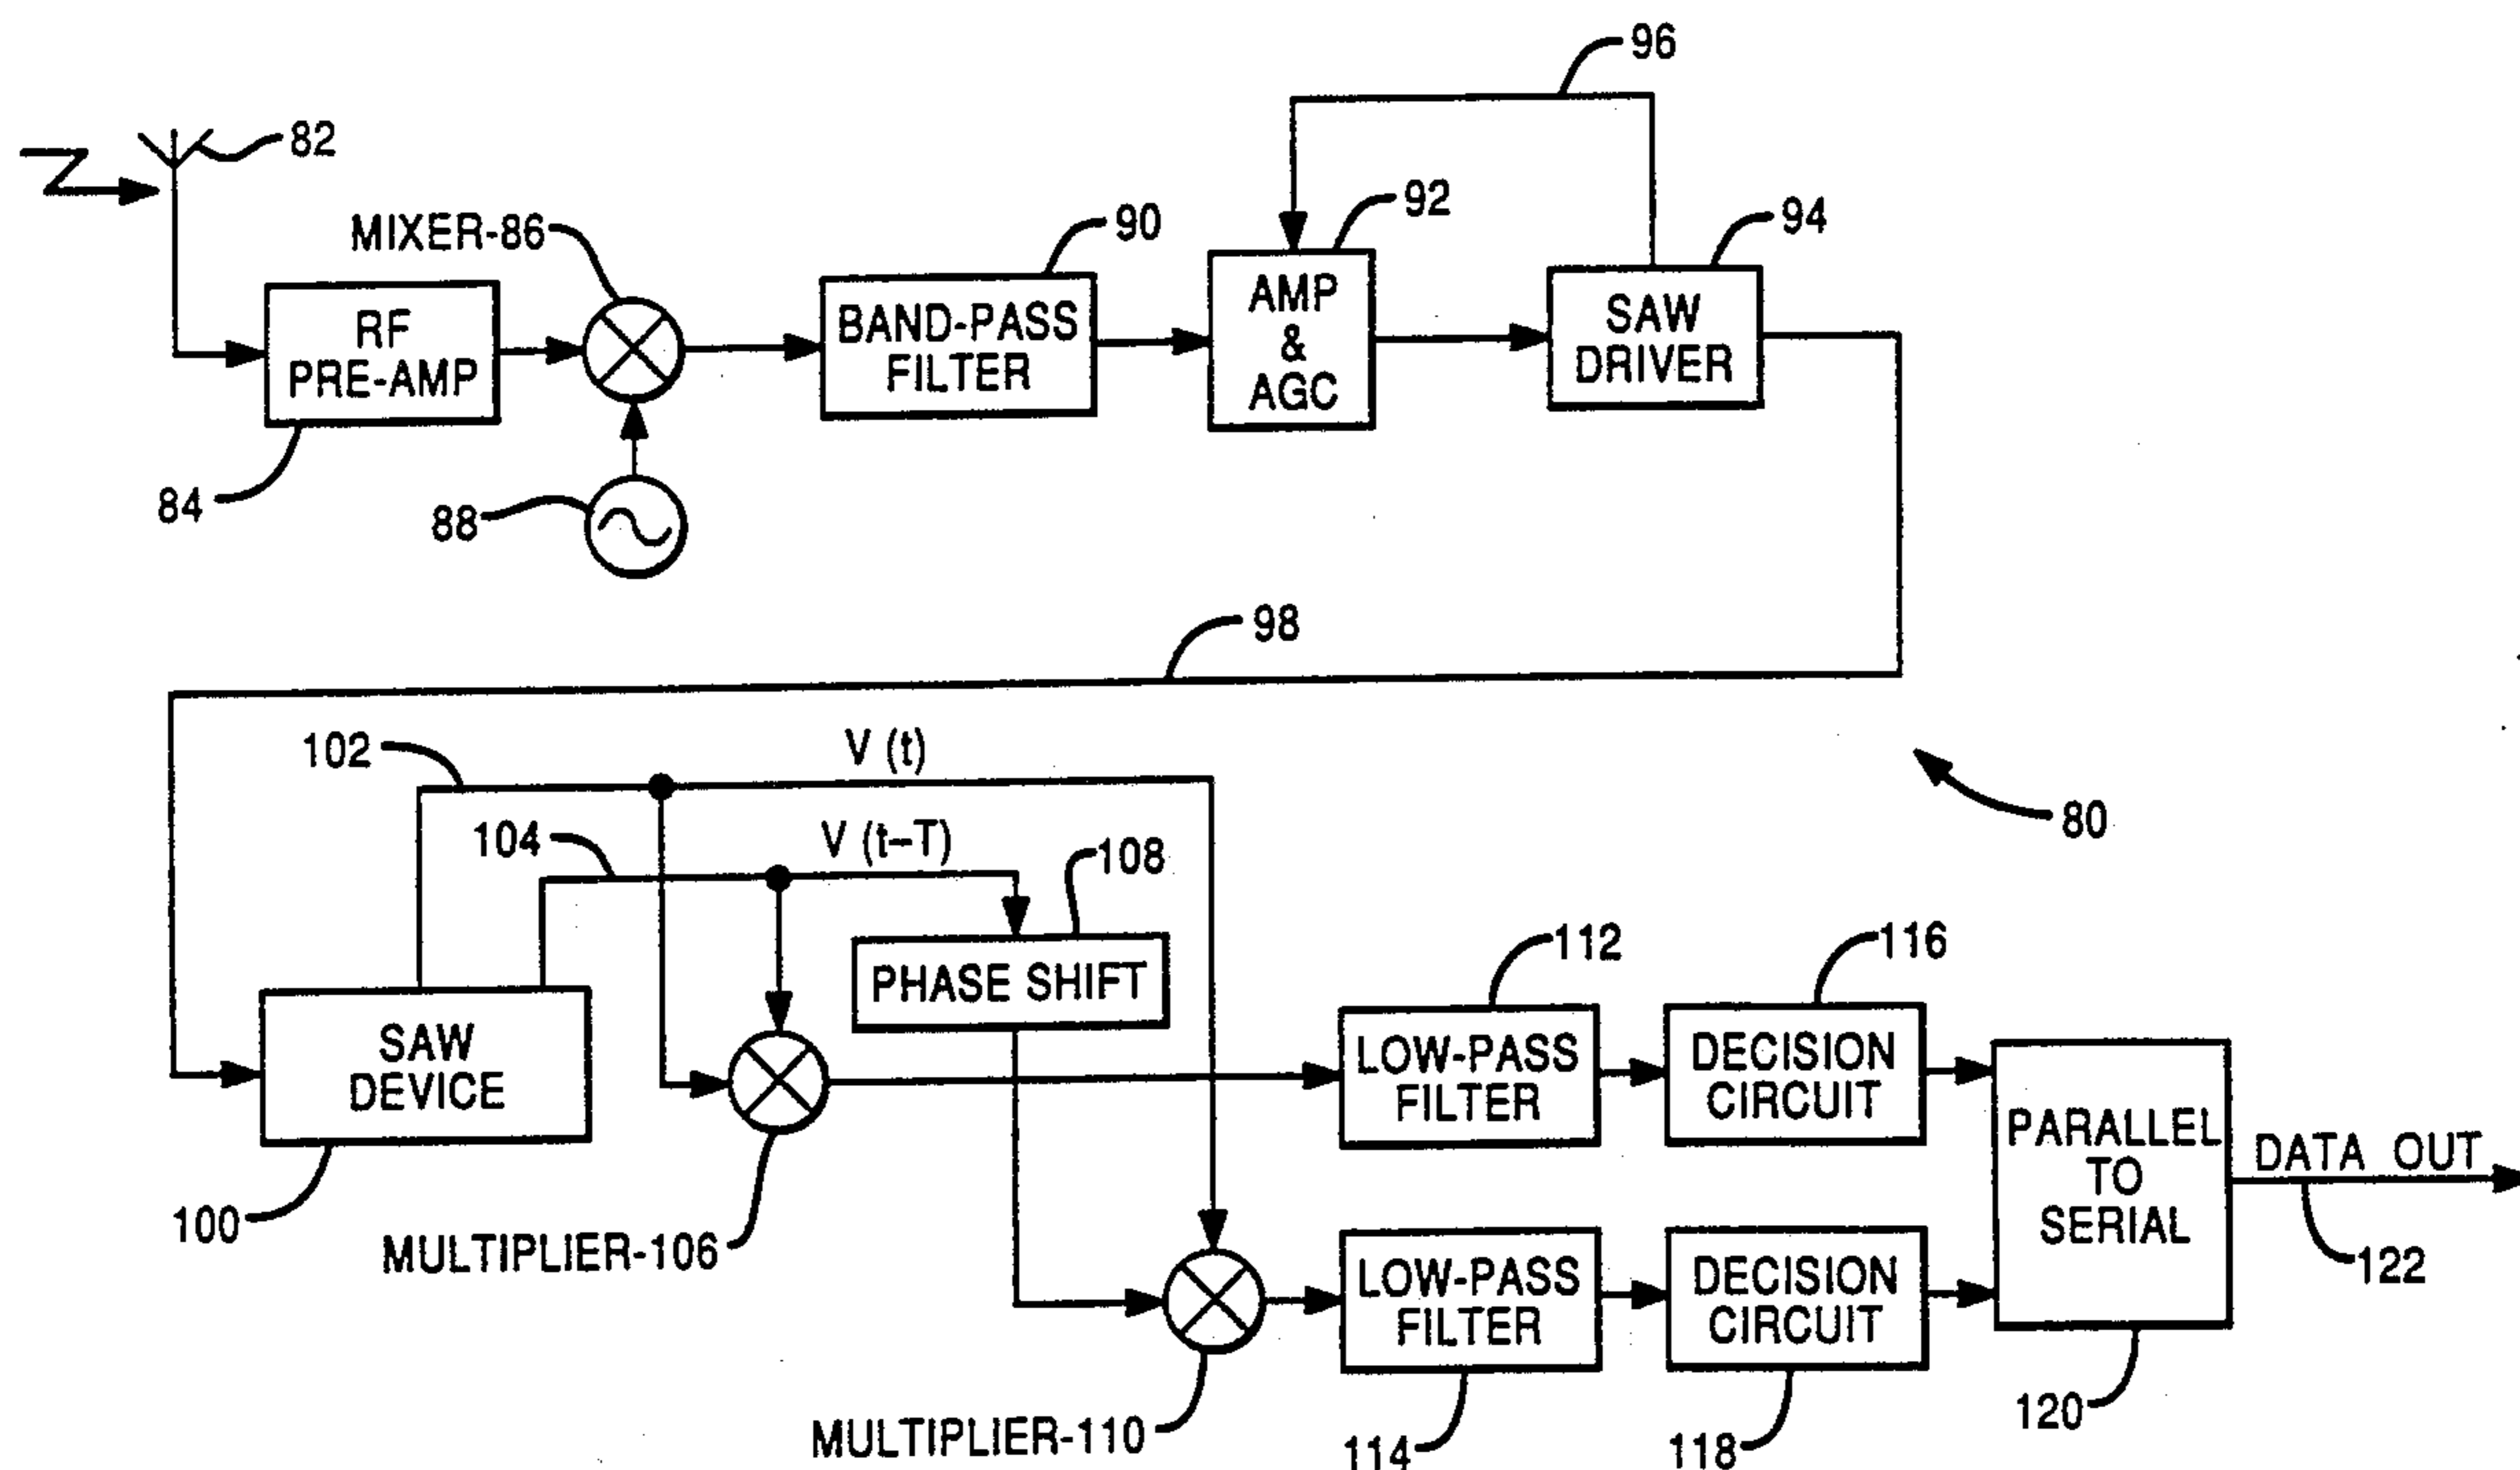 96
82
92
94
90
MIXER-86
AMP
&
AGC
SAW
DRIVER
BAND-PASS
FILTER
RF
PRE-AMP
84
88
98
102
V (t)
104
V (t-T)
108
80
112
116
PHASE SHIFT
SAW
DEVICE
LOW-PASS
FILTER
DECISION
CIRCUIT
PARALLEL
TO
SERIAL
DATA OUT
122
100
MULTIPLIER-106
LOW-PASS
FILTER
DECISION
CIRCUIT
120
MULTIPLIER-110
114
118